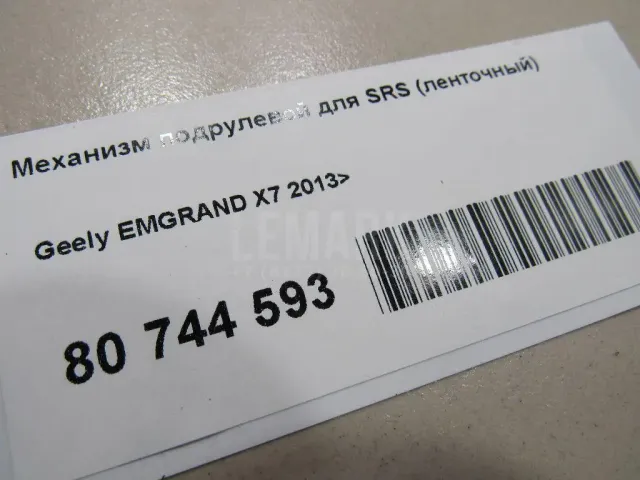 Механизм подрулевой для SRS (ленточный)
Geely EMGRAND X7 2013>
80 744 593